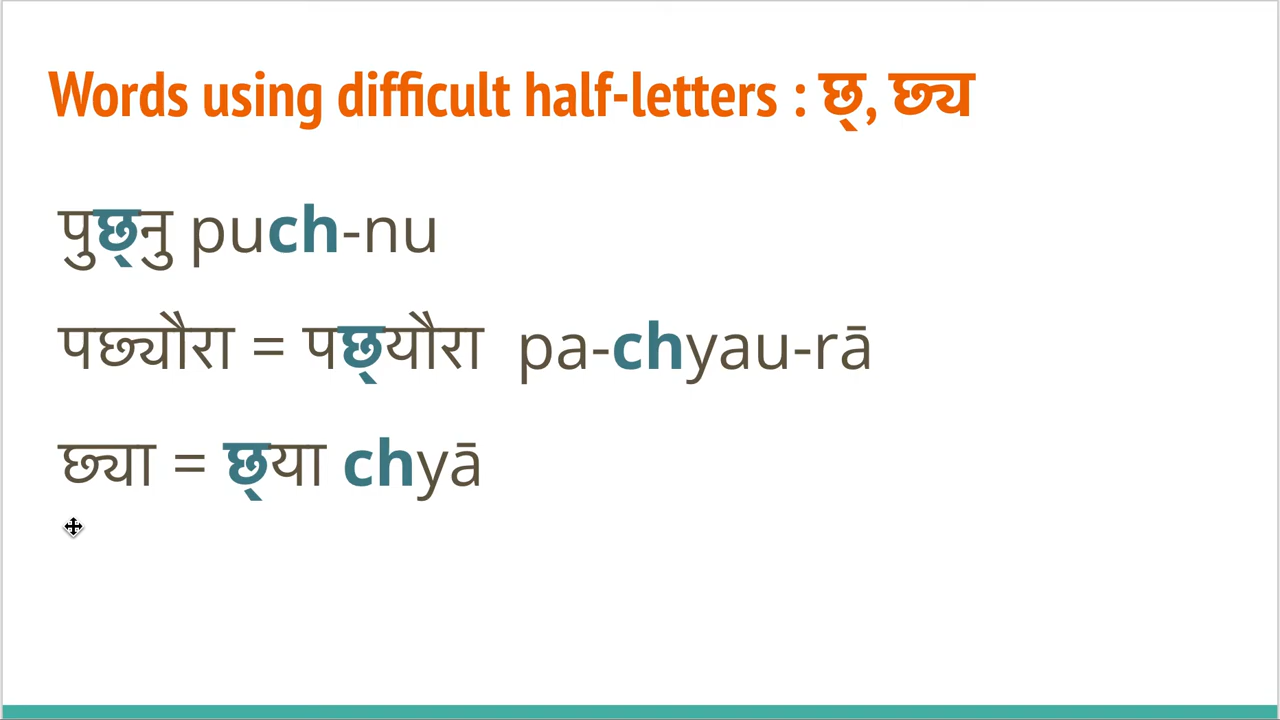 Words using difficult half-letters : छ्, छ्य
पुछ्नु puch-nu
पछ्यौरा = पछ्‌यौरा pa-chyau-rā
छ्या = छ्‌या chyā